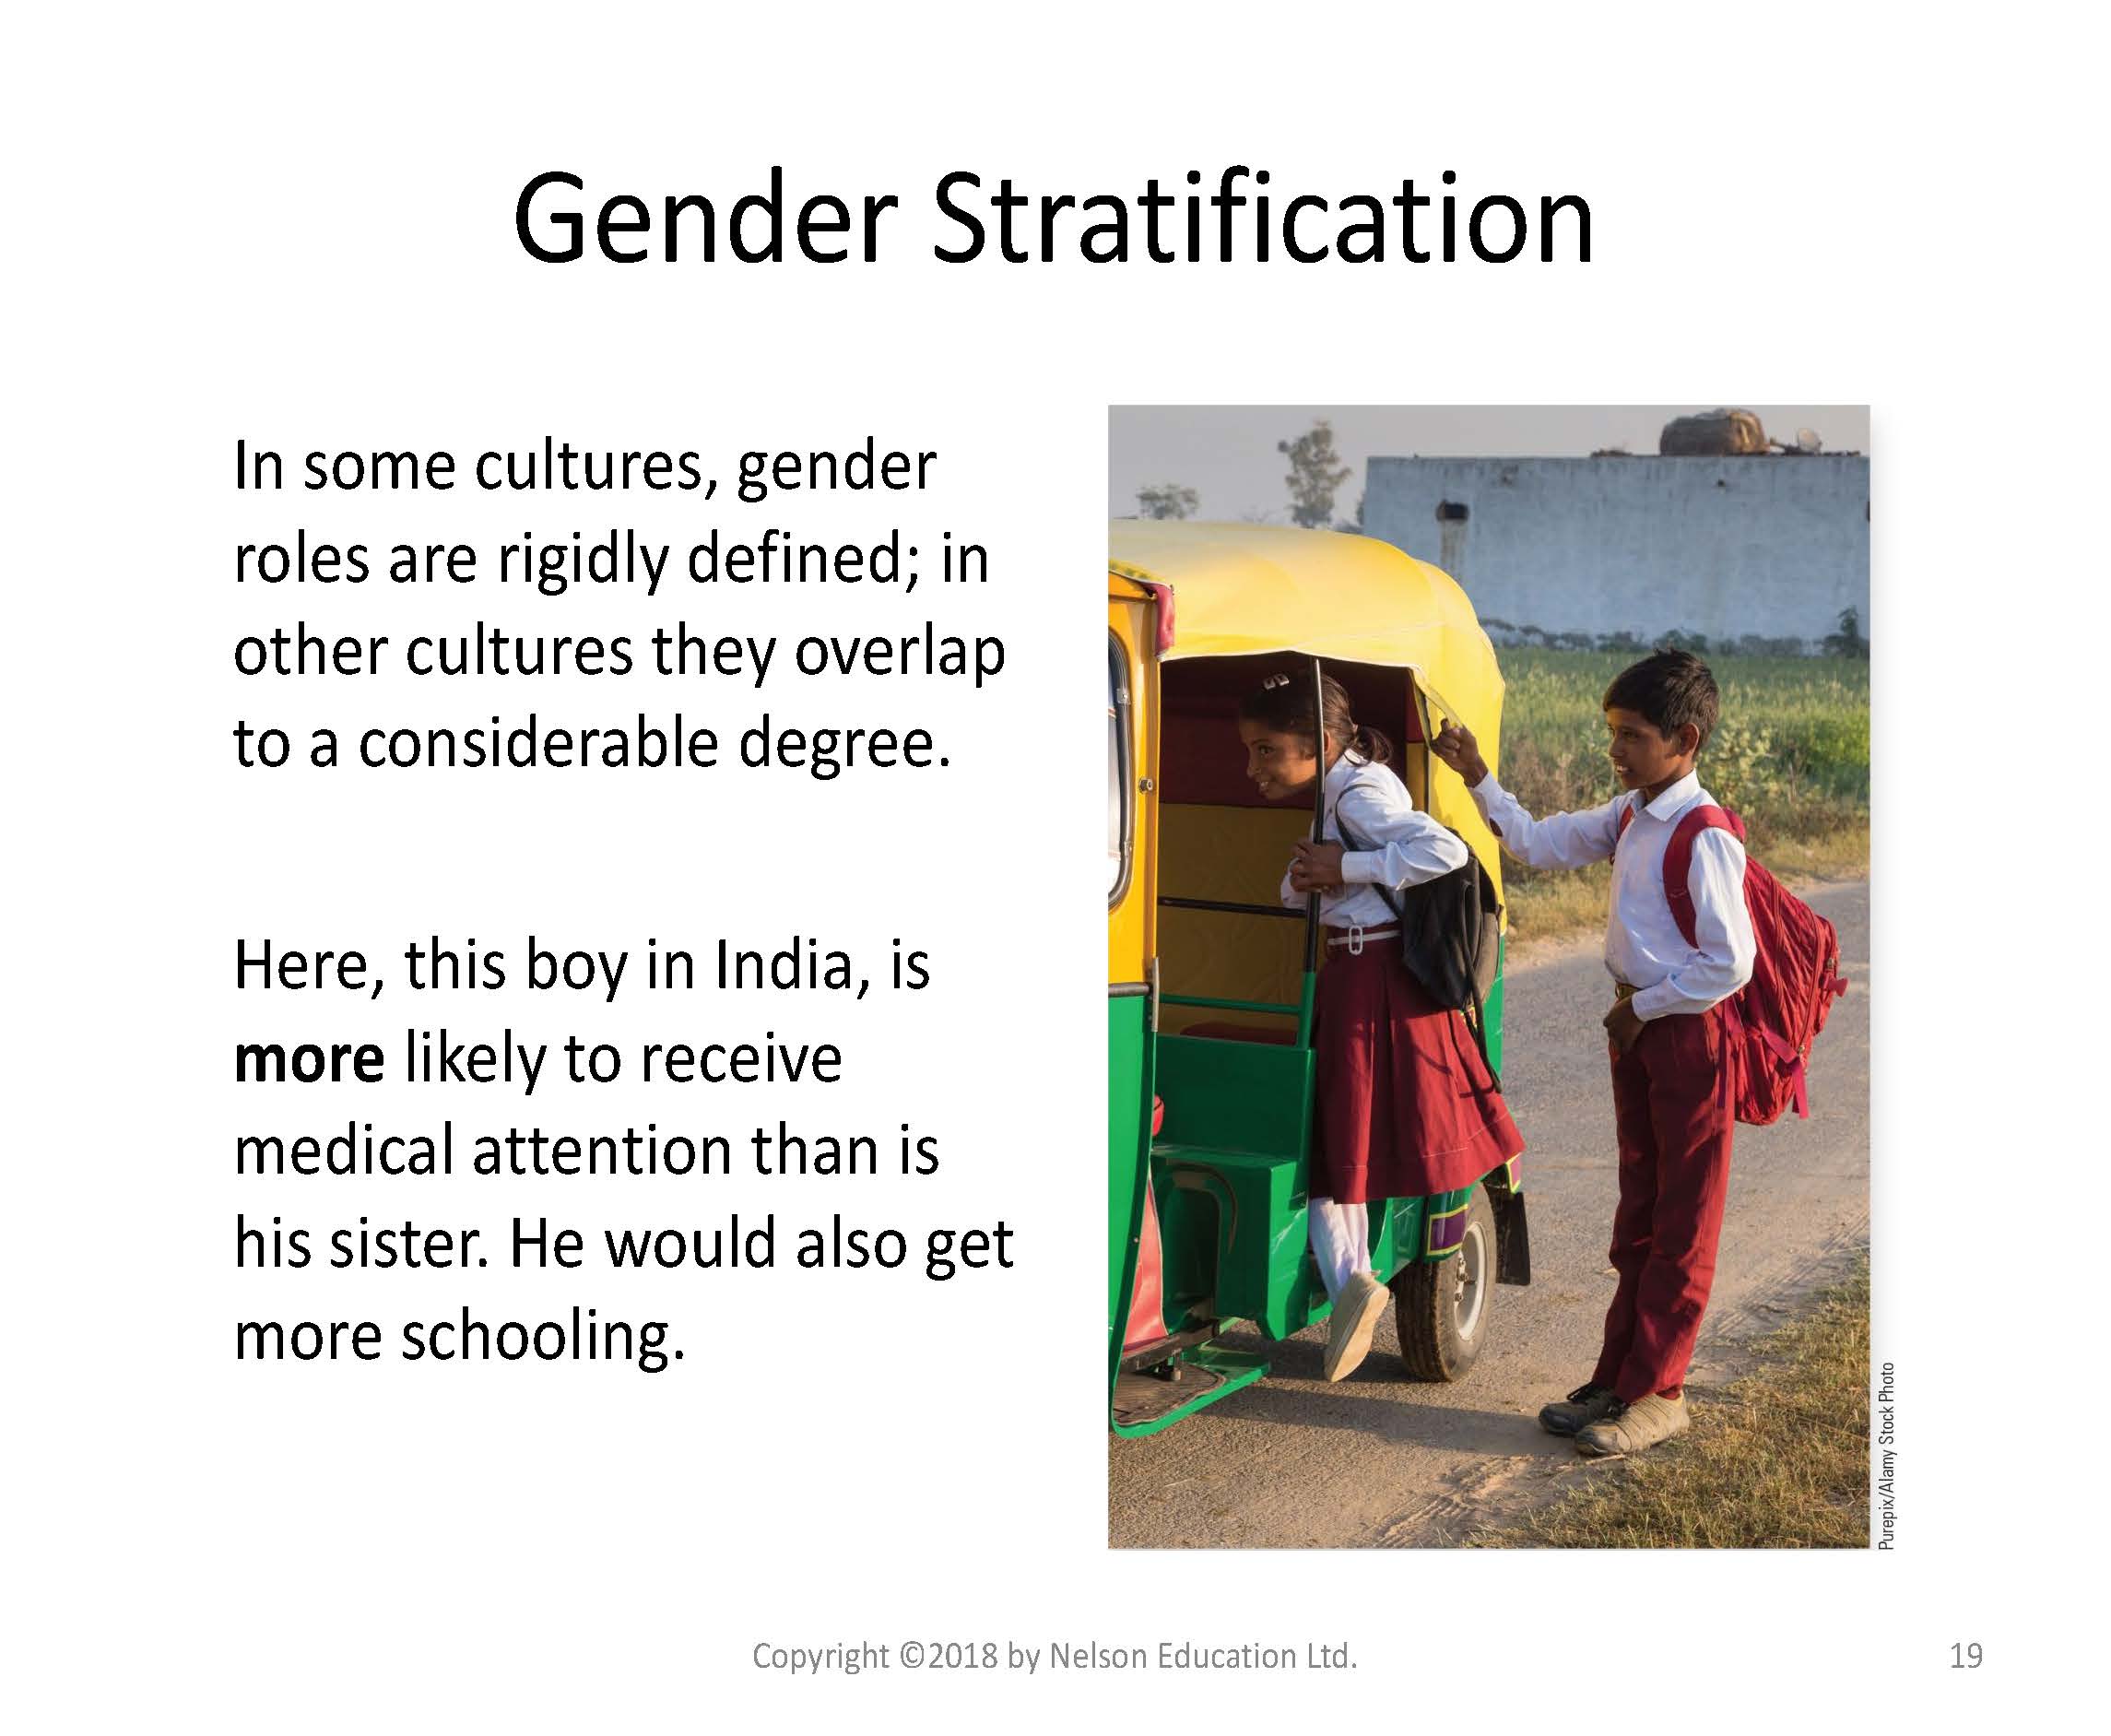 Gender Stratification
In some cultures, gender
roles are rigidly defined; in
other cultures they overlap
to a considerable degree.
Here, this boy in India, is
more likely to receive
medical attention than is
his sister. He would also get
more schooling.
Purepix/Alamy Stock Photo
Copyright ©2018 by Nelson Education Ltd.
19